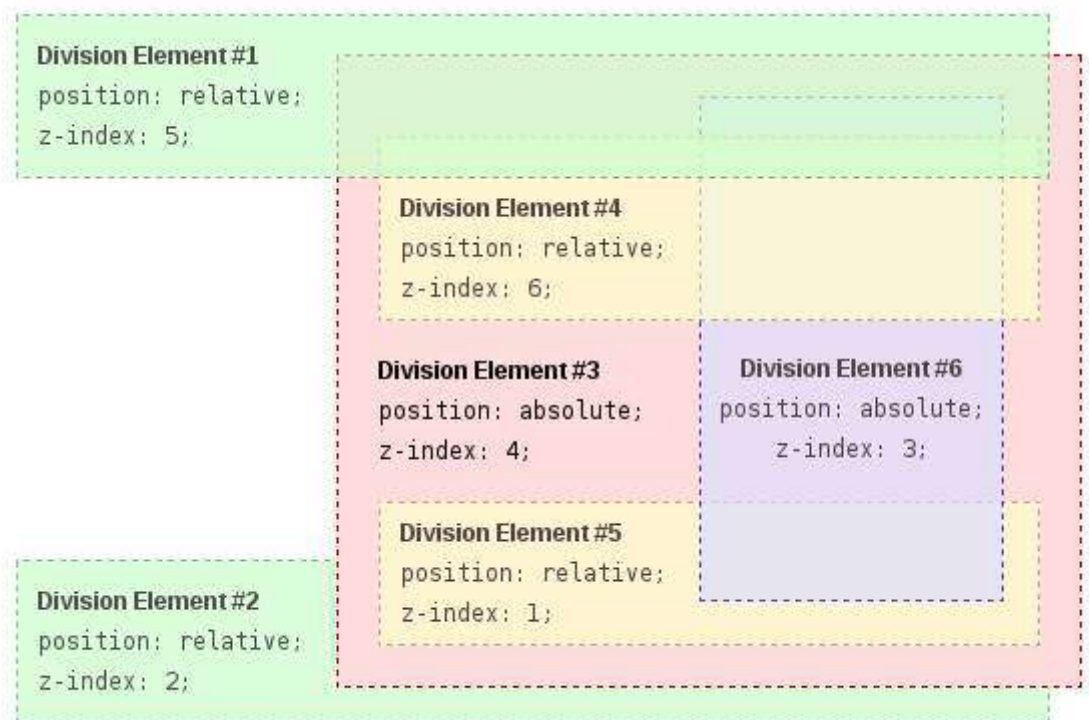 Division Element #1
position: relative;
z-index: 5;
Division Element #4
position: relative;
z-index: 6;
Division Element #3
position: absolute;
z-index: 4;
Division Element #6
position: absolute;
z-index: 3;
Division Element #5
position: relative;
z-index: 1;
Division Element #2
position: relative;
z-index: 2;